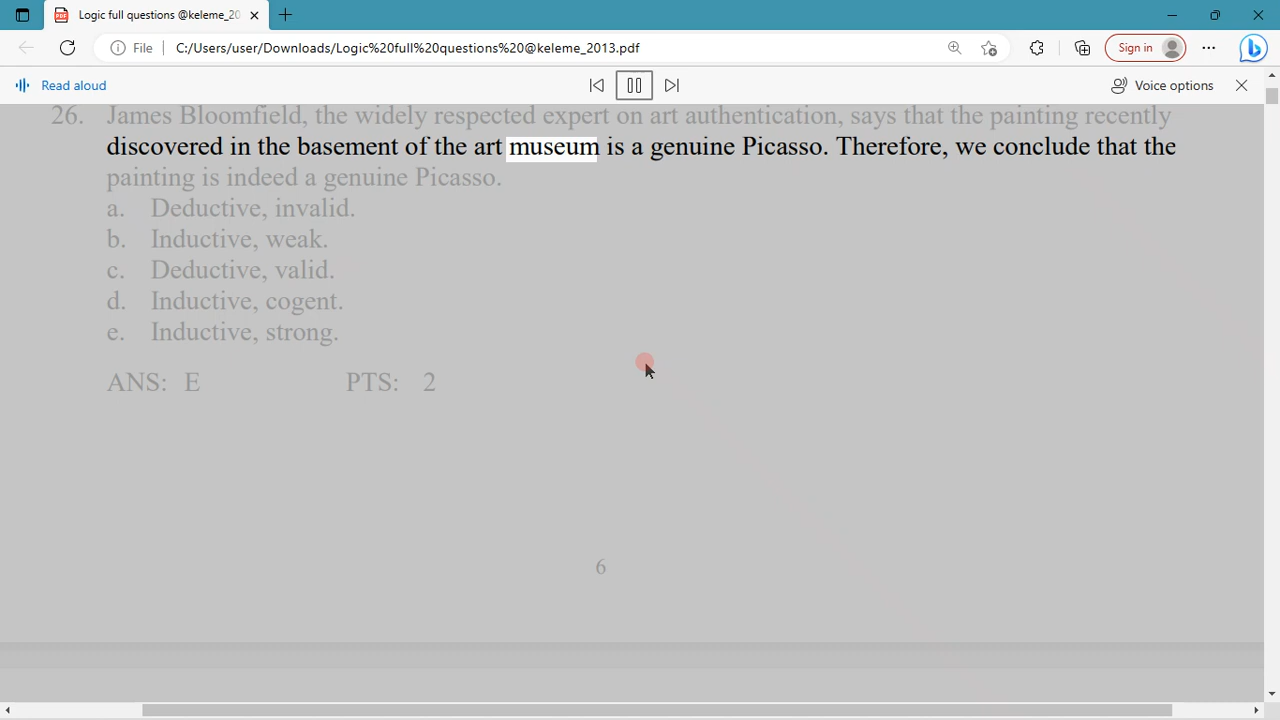 Logic full questions @keleme_20
File
C:/Users/user/Downloads/Logic%20full%20questions%20@keleme_2013.pdf
Sign in
Read aloud
Voice options
26. James Bloomfield, the widely respected expert on art authentication, says that the painting recently
discovered in the basement of the art museum is a genuine Picasso. Therefore, we conclude that the
painting is indeed a genuine Picasso.
a. Deductive, invalid.
b. Inductive, weak.
c. Deductive, valid.
d. Inductive, cogent.
e. Inductive, strong.
ANS: E PTS: 2
6